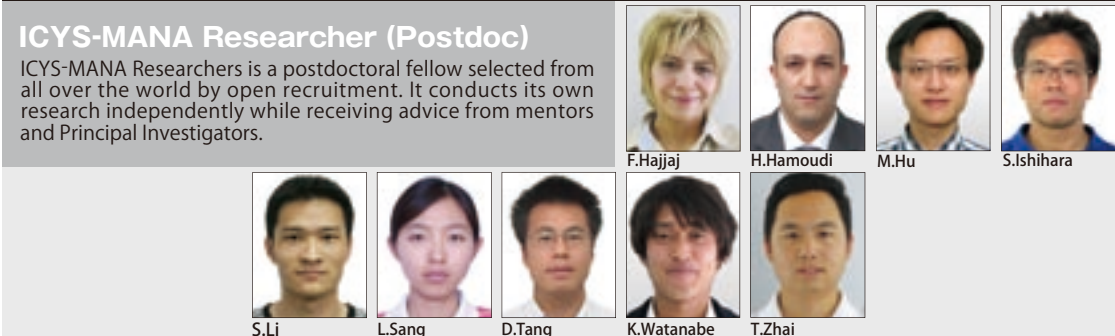 ICYS-MANA Researcher (Postdoc)
ICYS-MANA Researchers is a postdoctoral fellow selected from
all over the world by open recruitment. It conducts its own
research independently while receiving advice from mentors
and Principal Investigators.
F.Hajjaj
H.Hamoudi
M.Hu
S.Ishihara
S.Li
L.Sang
D.Tang
K.Watanabe
T.Zhai